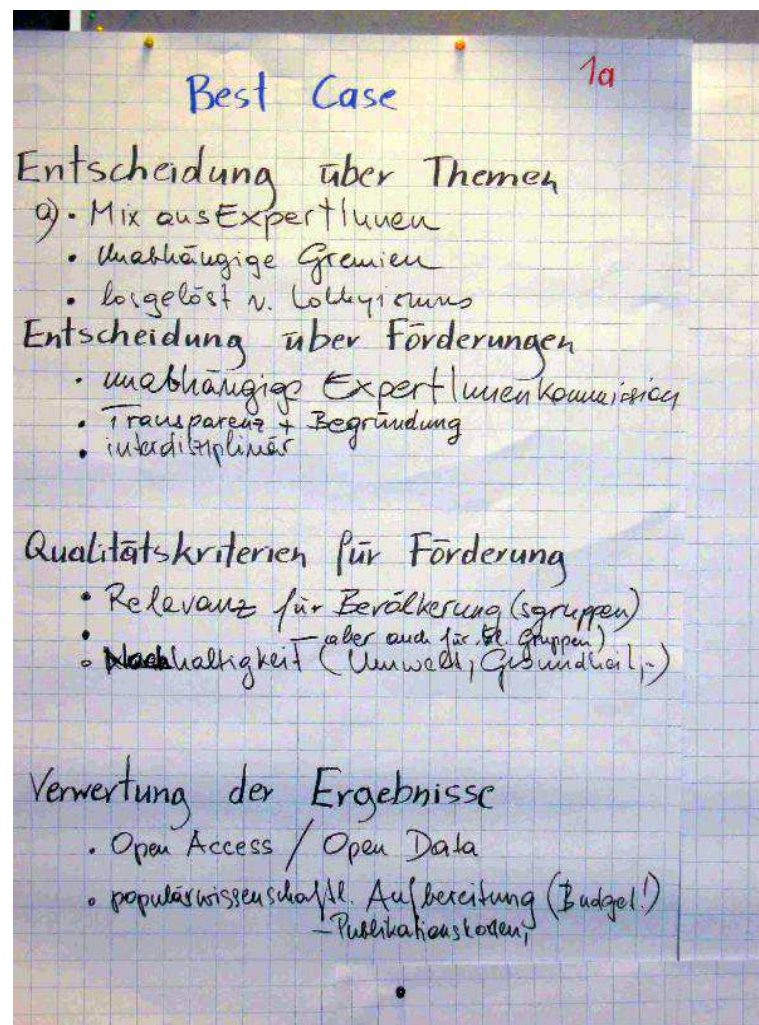 1a
Best Case
Entscheidung über Themen
a) • Mix aus ExpertInnen
• Unabhängige Gremien
• losgelöst v. Lobbyismus
Entscheidung über Förderungen
• unabhängige ExpertInnenkommission
• Transparenz + Begründung
• interdisziplinär
Qualitätskriterien für Förderung
• Relevanz für Bevölkerung(sgruppen)
•
— aber auch für kl. Gruppen)
• Nachhaltigkeit (Umwelt, Gesundheit,-)
Verwertung der Ergebnisse
• Open Access / Open Data
• populärwissenschaftl. Aufbereitung (Budget!)
– Publikationskosten,